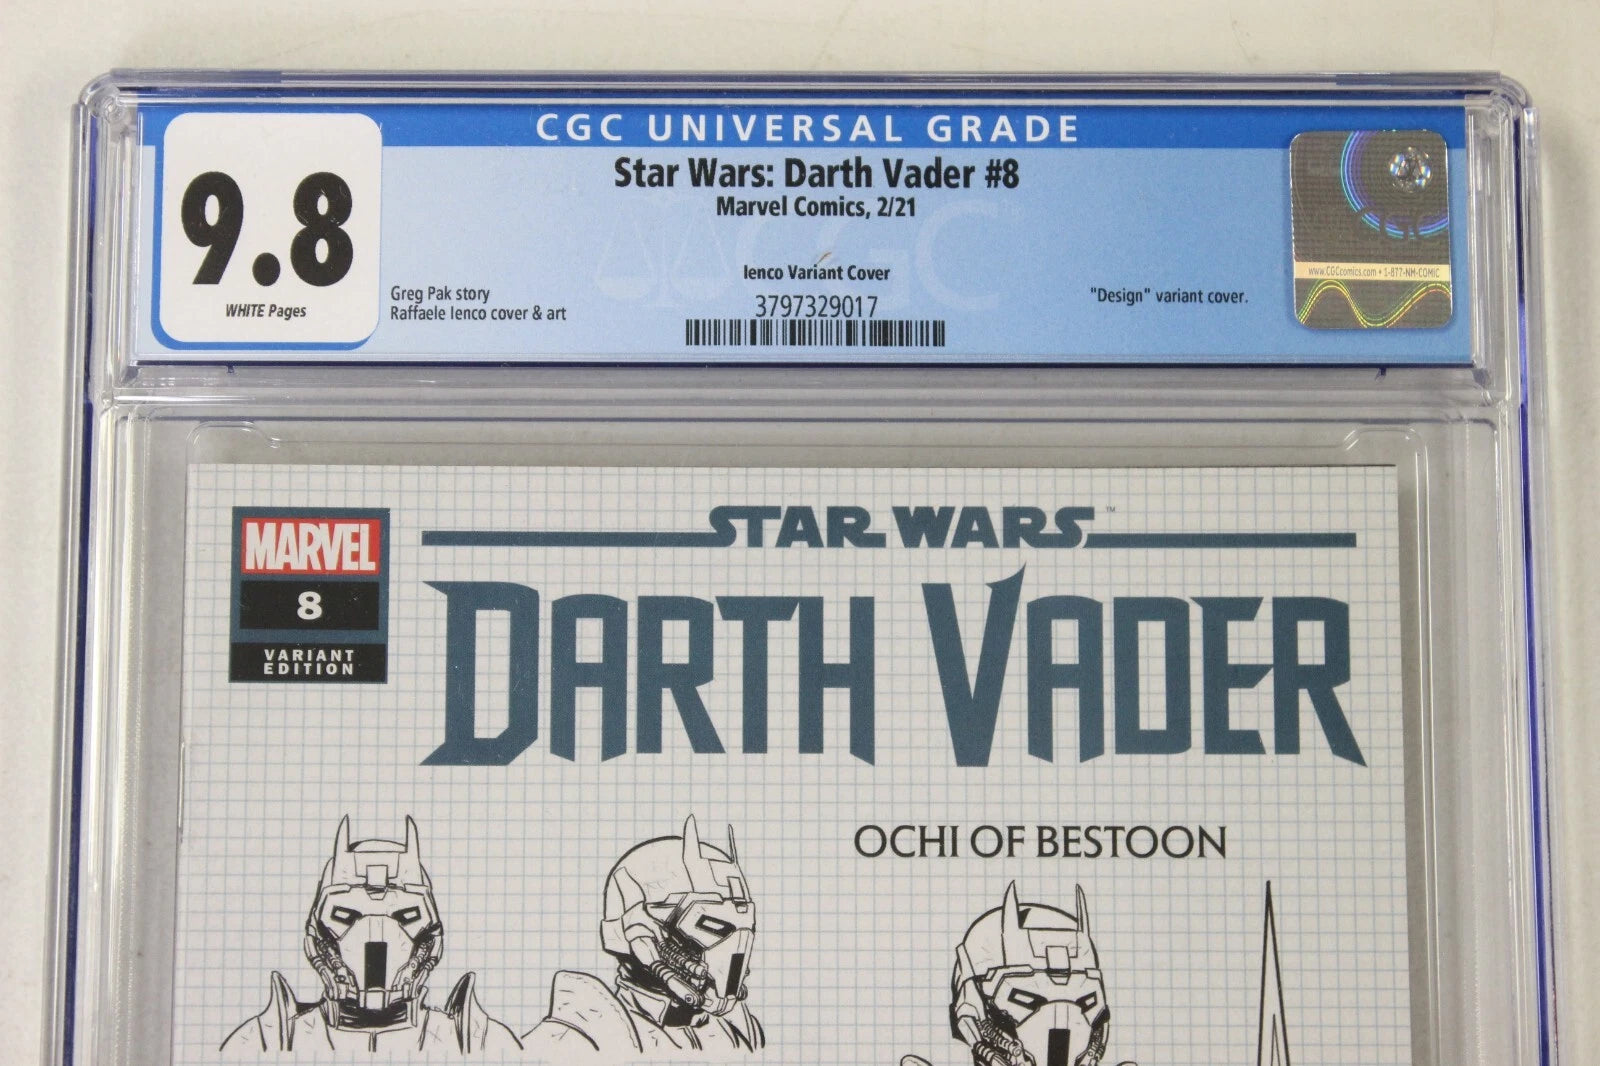 CGC UNIVERSAL GRADE
9.8
WHITE Pages
Star Wars: Darth Vader #8
Marvel Comics, 2/21
Ienco Variant Cover
Greg Pak story
Raffaele Ienco cover & art
3797329017
"Design" variant cover.
CGC
www.CGCcomics.com • 1-877-NM-COMIC
MARVEL
8
VARIANT
EDITION
STAR WARS™
DARTH VADER
OCHI OF BESTOON